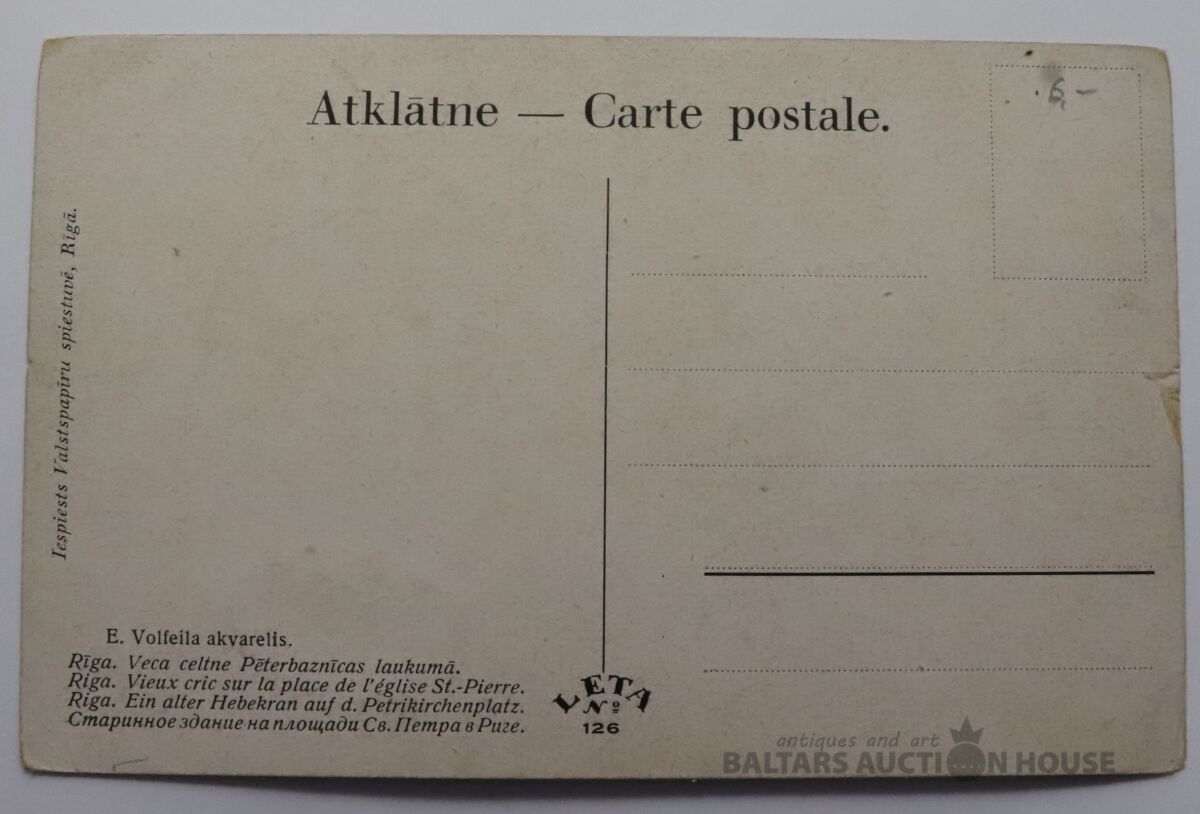 Atklātne — Carte postale.
6.–
Iespiests Valstspapīru spiestuvē, Rīgā.
E. Volfeila akvarelis.
Rīga. Veca celtne Pēterbaznīcas laukumā.
Riga. Vieux cric sur la place de l'église St.-Pierre.
Riga. Ein alter Hebekran auf d. Petrikirchenplatz.
Старинное здание на площади Св. Петра в Риге.
LETA
№
126
antiques and art
BALTARS AUCTION HOUSE